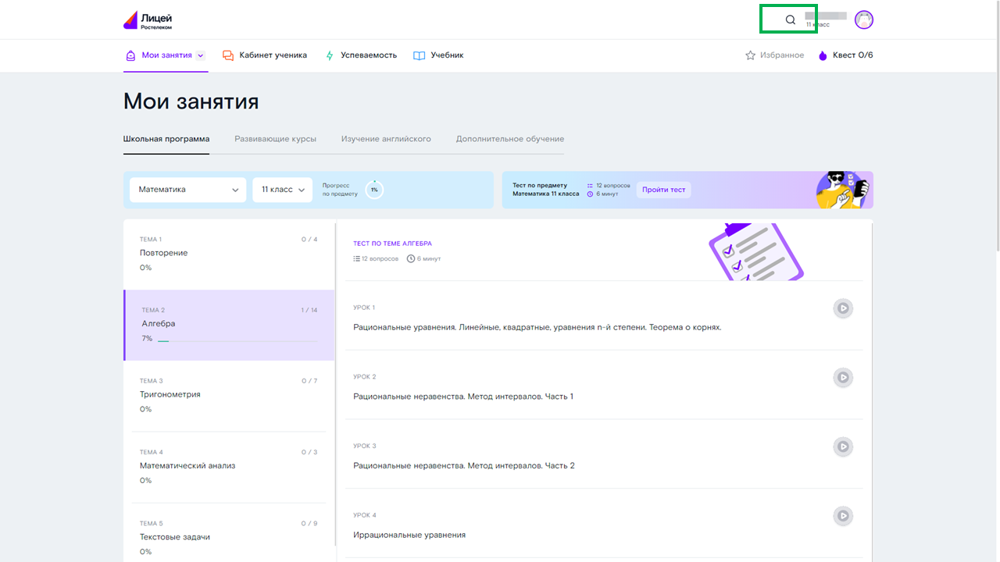 Лицей
Ростелеком
11 класс
Мои занятия
Кабинет ученика
Успеваемость
Учебник
Избранное
Квест 0/6
Мои занятия
Школьная программа
Развивающие курсы
Изучение английского
Дополнительное обучение
Математика
11 класс
Прогресс
по предмету
1%
Тест по предмету
Математика 11 класса
12 вопросов
6 минут
Пройти тест
ТЕМА 1
0 / 4
Повторение
0%
ТЕМА 2
1 / 14
Алгебра
7%
ТЕМА 3
0 / 7
Тригонометрия
0%
ТЕМА 4
0 / 3
Математический анализ
0%
ТЕМА 5
0 / 9
Текстовые задачи
0%
ТЕСТ ПО ТЕМЕ АЛГЕБРА
12 вопросов
6 минут
УРОК 1
Рациональные уравнения. Линейные, квадратные, уравнения n-й степени. Теорема о корнях.
УРОК 2
Рациональные неравенства. Метод интервалов. Часть 1
УРОК 3
Рациональные неравенства. Метод интервалов. Часть 2
УРОК 4
Иррациональные уравнения